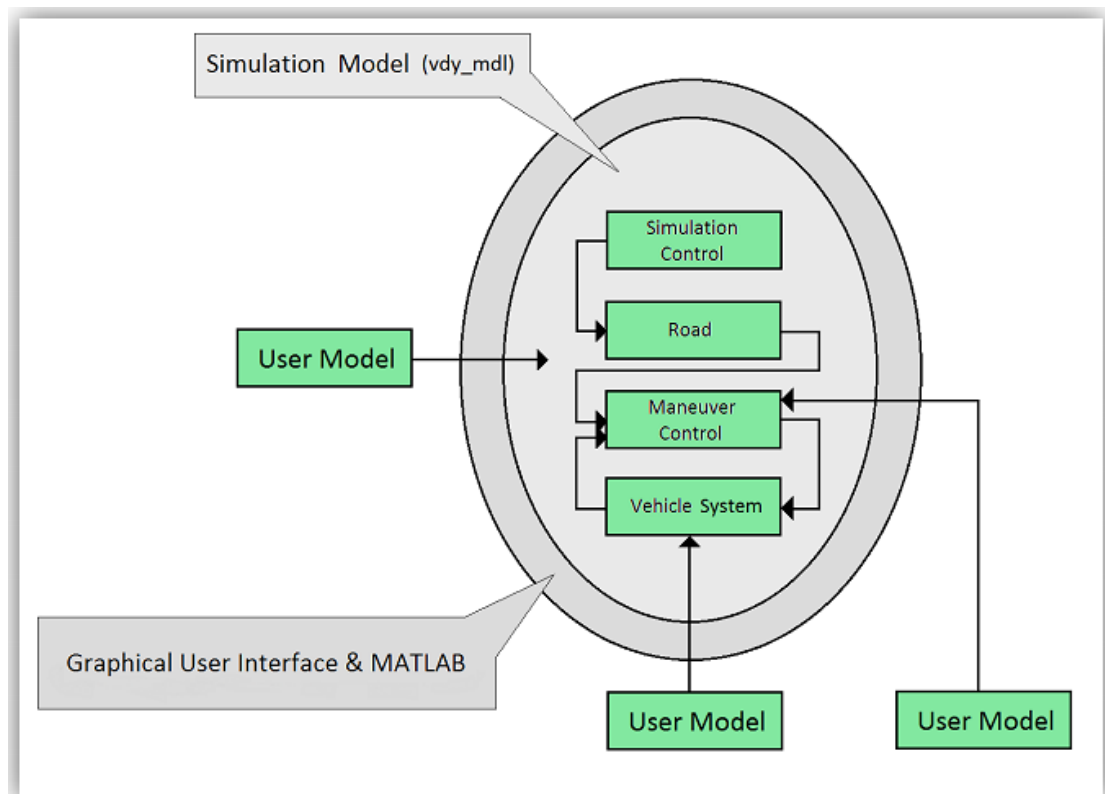 Simulation Model (vdy_mdl)
Simulation
Control
Road
User Model
Maneuver
Control
Vehicle System
Graphical User Interface & MATLAB
User Model
User Model